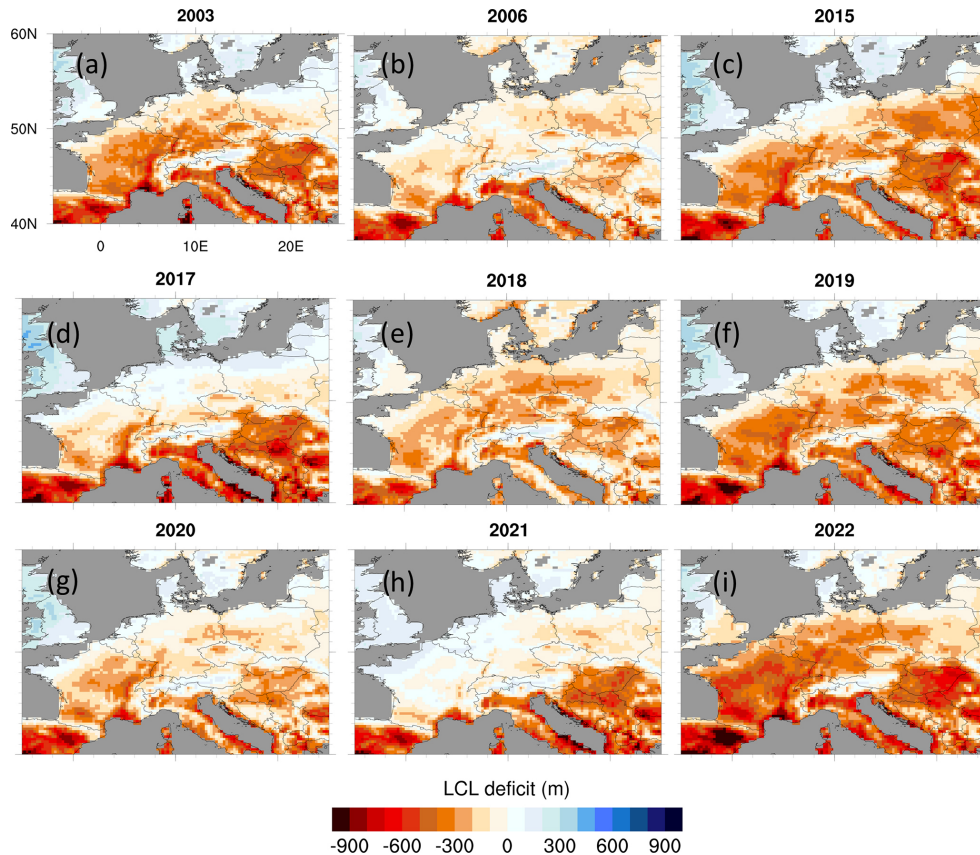 2003 2006 2015
60N
(a) (b) (c)
50N
40N
0 10E 20E
2017 2018 2019
(d) (e) (f)
2020 2021 2022
(g) (h) (i)
LCL deficit (m)
-900 -600 -300 0 300 600 900